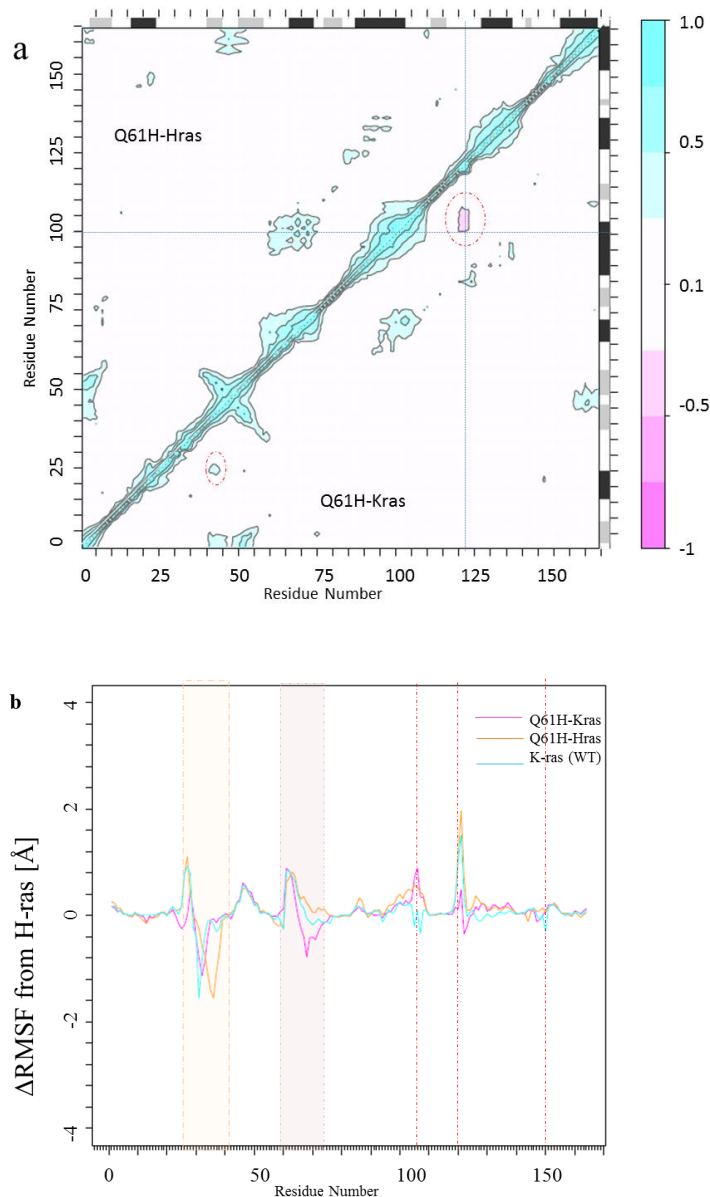 a
Q61H-Hras
Q61H-Kras
Residue Number
150
125
100
75
50
25
0
0 25 50 75 100 125 150
Residue Number
1.0
0.5
0.1
-0.5
-1
b
Q61H-Kras
Q61H-Hras
K-ras (WT)
ΔRMSF from H-ras [Å]
4
2
0
-2
-4
0 50 100 150
Residue Number